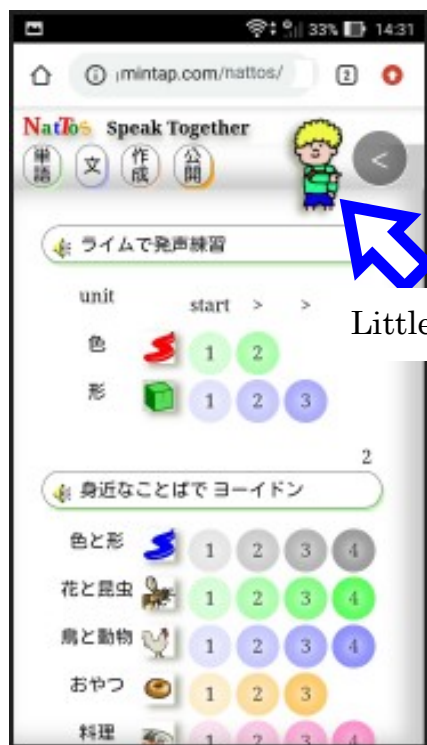 33% 14:31
mintap.com/nattos/ 2
NatTos Speak Together
単語 文 作成 公開 <
ライムで発声練習
unit start > >
Little
色 1 2
形 1 2 3
2
身近なことばで ヨーイドン
色と形 1 2 3 4
花と昆虫 1 2 3 4
鳥と動物 1 2 3 4
おやつ 1 2 3
料理 1 2 3 4